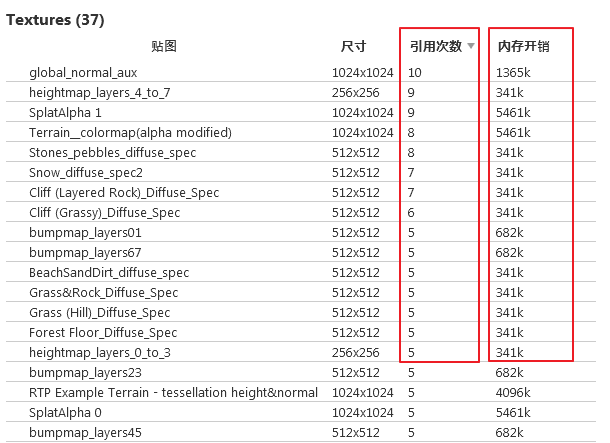 Textures (37)
贴图 尺寸 引用次数 内存开销
global_normal_aux 1024x1024 10 1365k
heightmap_layers_4_to_7 256x256 9 341k
SplatAlpha 1 1024x1024 9 5461k
Terrain__colormap(alpha modified) 1024x1024 8 5461k
Stones_pebbles_diffuse_spec 512x512 8 341k
Snow_diffuse_spec2 512x512 7 341k
Cliff (Layered Rock)_Diffuse_Spec 512x512 7 341k
Cliff (Grassy)_Diffuse_Spec 512x512 6 341k
bumpmap_layers01 512x512 5 682k
bumpmap_layers67 512x512 5 682k
BeachSandDirt_diffuse_spec 512x512 5 341k
Grass&Rock_Diffuse_Spec 512x512 5 341k
Grass (Hill)_Diffuse_Spec 512x512 5 341k
Forest Floor_Diffuse_Spec 512x512 5 341k
heightmap_layers_0_to_3 256x256 5 341k
bumpmap_layers23 512x512 5 682k
RTP Example Terrain - tessellation height&normal 1024x1024 5 4096k
SplatAlpha 0 1024x1024 5 5461k
bumpmap_layers45 512x512 5 682k